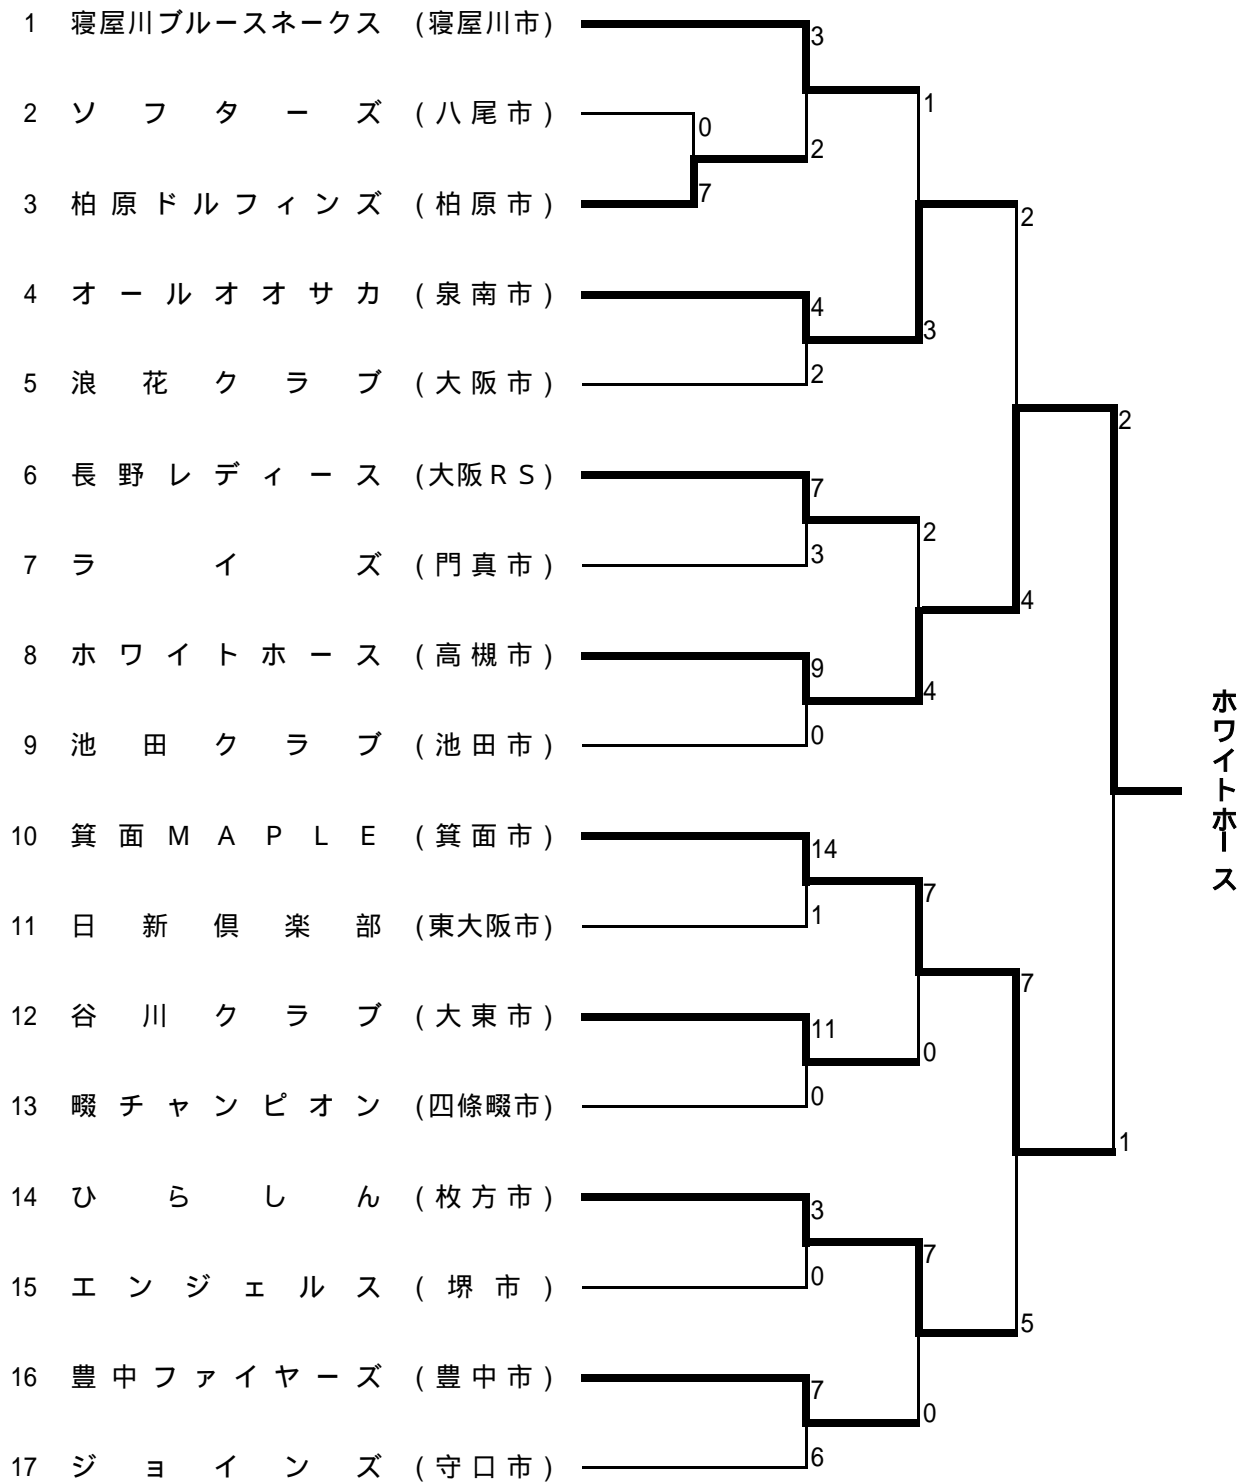 1 寝屋川ブルースネークス (寝屋川市)
3
1
2 ソフターズ (八尾市)
0
2
3 柏原ドルフィンズ (柏原市)
7
2
4 オールオオサカ (泉南市)
4
3
5 浪花クラブ (大阪市)
2
2
6 長野レディース (大阪RS)
7
2
7 ライズ (門真市)
3
4
8 ホワイトホース (高槻市)
9
4
9 池田クラブ (池田市)
0
ホワイトホース
10 箕面MAPLE (箕面市)
14
7
11 日新倶楽部 (東大阪市)
1
7
12 谷川クラブ (大東市)
11
0
13 畷チャンピオン (四條畷市)
0
1
14 ひらしん (枚方市)
3
7
15 エンジェルス (堺市)
0
5
16 豊中ファイヤーズ (豊中市)
7
0
17 ジョインズ (守口市)
6